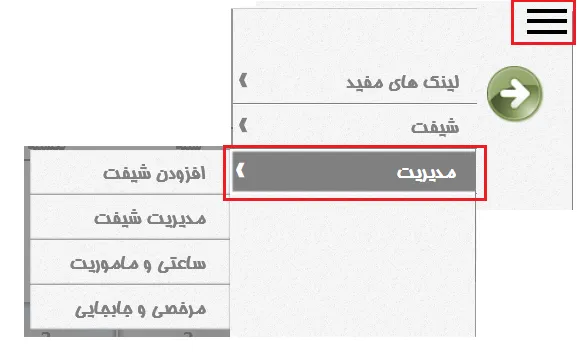 لینک های مفید
شیفت
مدیریت
افزودن شیفت
مدیریت شیفت
ساعتی و ماموریت
مرخصی و جابجایی